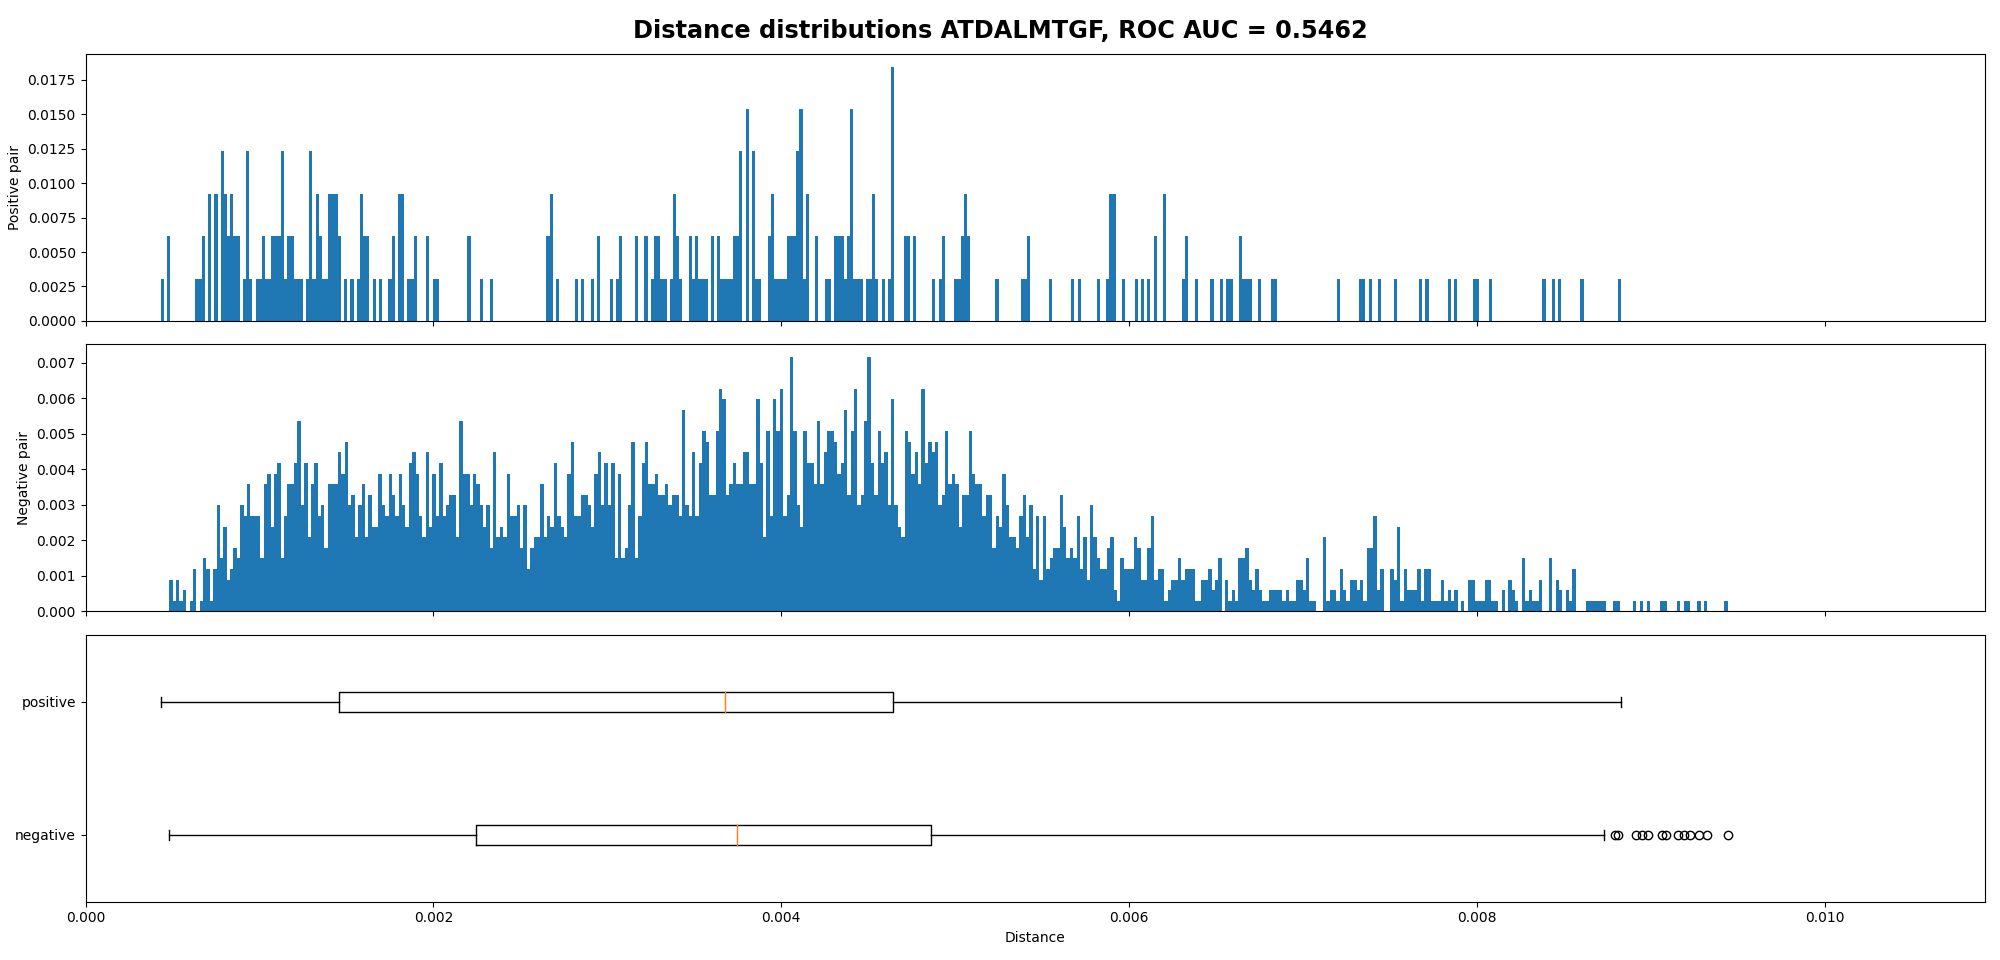 Distance distributions ATDALMTGF, ROC AUC = 0.5462
0.0175
0.0150
0.0125
0.0100
0.0075
0.0050
0.0025
0.0000
Positive pair
0.007
0.006
0.005
0.004
0.003
0.002
0.001
0.000
Negative pair
positive
negative
0.000 0.002 0.004 0.006 0.008 0.010
Distance